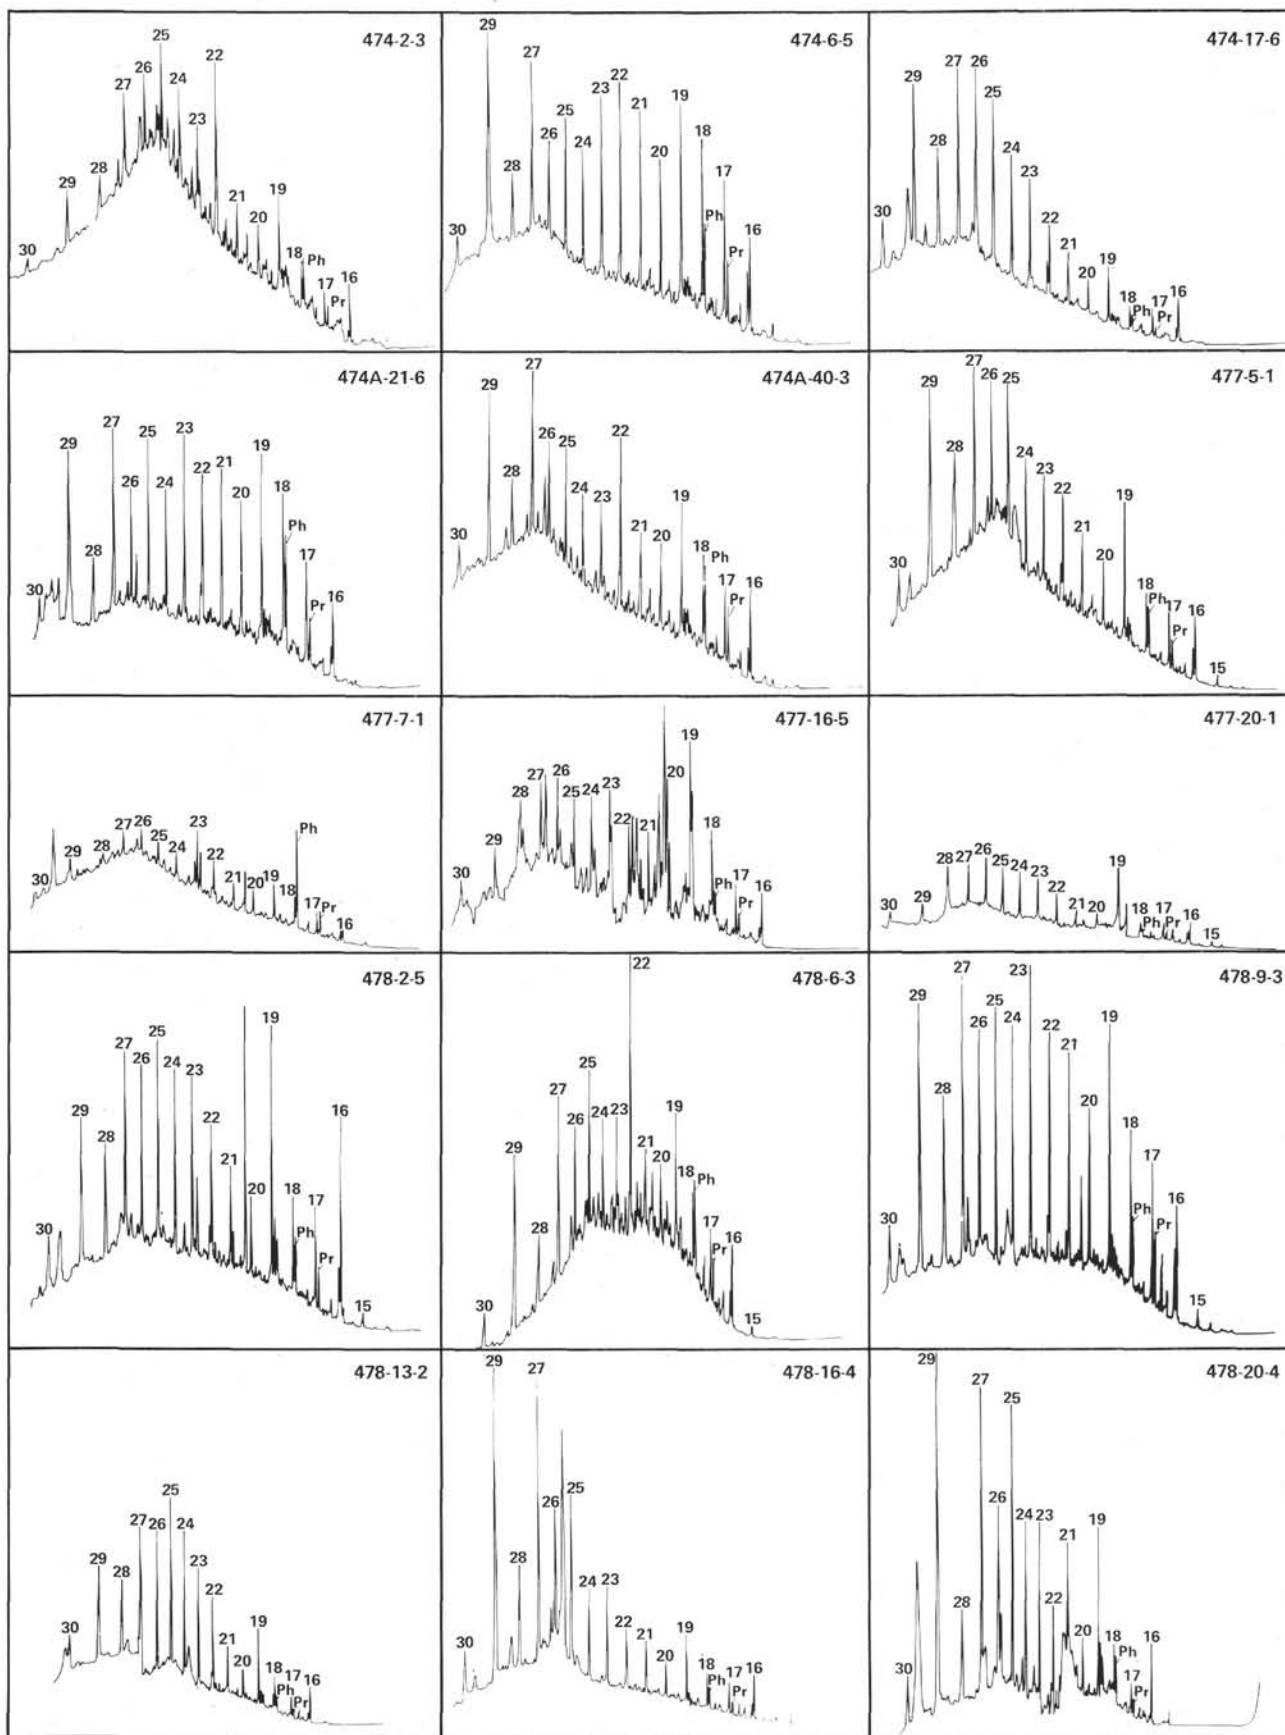 474-2-3
30 29 28 27 26 25 24 23 22 21 20 19 18 Ph 17 Pr 16
474-6-5
30 29 28 27 26 25 24 23 22 21 20 19 18 Ph 17 Pr 16
474-17-6
30 29 28 27 26 25 24 23 22 21 20 19 18 Ph 17 Pr 16
474A-21-6
30 29 28 27 26 25 24 23 22 21 20 19 18 Ph 17 Pr 16
474A-40-3
30 29 28 27 26 25 24 23 22 21 20 19 18 Ph 17 Pr 16
477-5-1
30 29 28 27 26 25 24 23 22 21 20 19 18 Ph 17 Pr 16 15
477-7-1
30 29 28 27 26 25 24 23 22 21 20 19 18 Ph 17 Pr 16
477-16-5
30 29 28 27 26 25 24 23 22 21 20 19 18 Ph 17 Pr 16
477-20-1
30 29 28 27 26 25 24 23 22 21 20 19 18 Ph 17 Pr 16 15
478-2-5
30 29 28 27 26 25 24 23 22 21 20 19 18 Ph 17 Pr 16 15
478-6-3
30 29 28 27 26 25 24 23 22 21 20 19 18 Ph 17 Pr 16 15
478-9-3
30 29 28 27 26 25 24 23 22 21 20 19 18 Ph 17 Pr 16 15
478-13-2
30 29 28 27 26 25 24 23 22 21 20 19 18 Ph 17 Pr 16
478-16-4
30 29 28 27 26 25 24 23 22 21 20 19 18 Ph 17 Pr 16
478-20-4
30 29 28 27 26 25 24 23 22 21 20 19 18 Ph 17 Pr 16